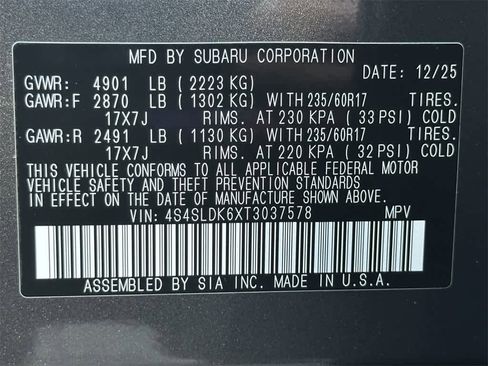 MFD BY SUBARU CORPORATION
DATE: 12/25
GVWR: 4901 LB ( 2223 KG)
GAWR:F 2870 LB ( 1302 KG) WITH 235/60R17 TIRES.
17X7J RIMS. AT 230 KPA ( 33 PSI) COLD
GAWR:R 2491 LB ( 1130 KG) WITH 235/60R17 TIRES.
17X7J RIMS. AT 220 KPA ( 32 PSI) COLD
THIS VEHICLE CONFORMS TO ALL APPLICABLE FEDERAL MOTOR
VEHICLE SAFETY AND THEFT PREVENTION STANDARDS
IN EFFECT ON THE DATE OF MANUFACTURE SHOWN ABOVE.
VIN: 4S4SLDK6XT3037578 MPV
ASSEMBLED BY SIA INC. MADE IN U.S.A.